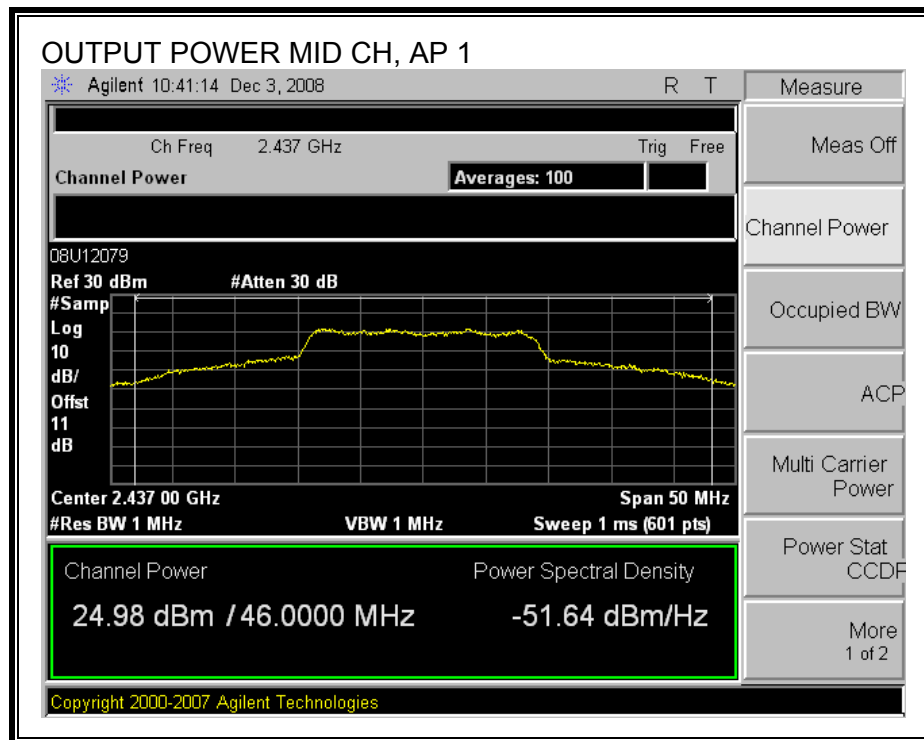 OUTPUT POWER MID CH, AP 1
Agilent 10:41:14 Dec 3, 2008 R T
Measure
Ch Freq 2.437 GHz Trig Free
Channel Power Averages: 100
08U12079
Ref 30 dBm #Atten 30 dB
#Samp
Log
10
dB/
Offst
11
dB
Center 2.437 00 GHz Span 50 MHz
#Res BW 1 MHz VBW 1 MHz Sweep 1 ms (601 pts)
Channel Power Power Spectral Density
24.98 dBm / 46.0000 MHz -51.64 dBm/Hz
Copyright 2000-2007 Agilent Technologies
Meas Off
Channel Power
Occupied BW
ACP
Multi Carrier
Power
Power Stat
CCDF
More
1 of 2